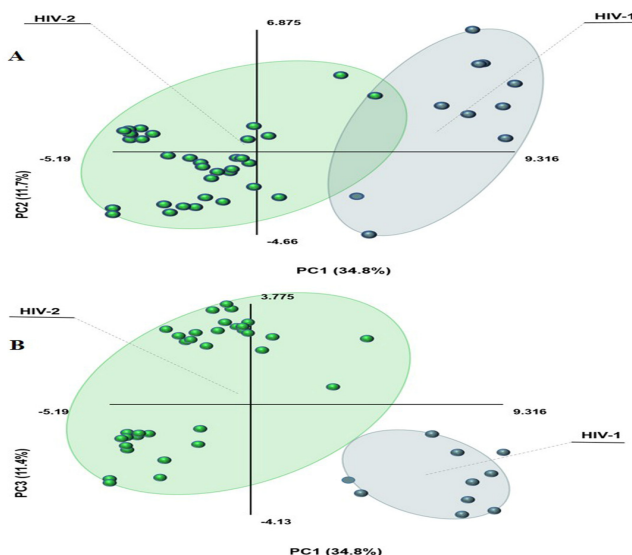 HIV-2
6.875
HIV-1
A
-5.19
9.316
PC2 (11.7%)
-4.66
PC1 (34.8%)
3.775
HIV-2
B
-5.19
9.316
HIV-1
PC3 (11.4%)
-4.13
PC1 (34.8%)